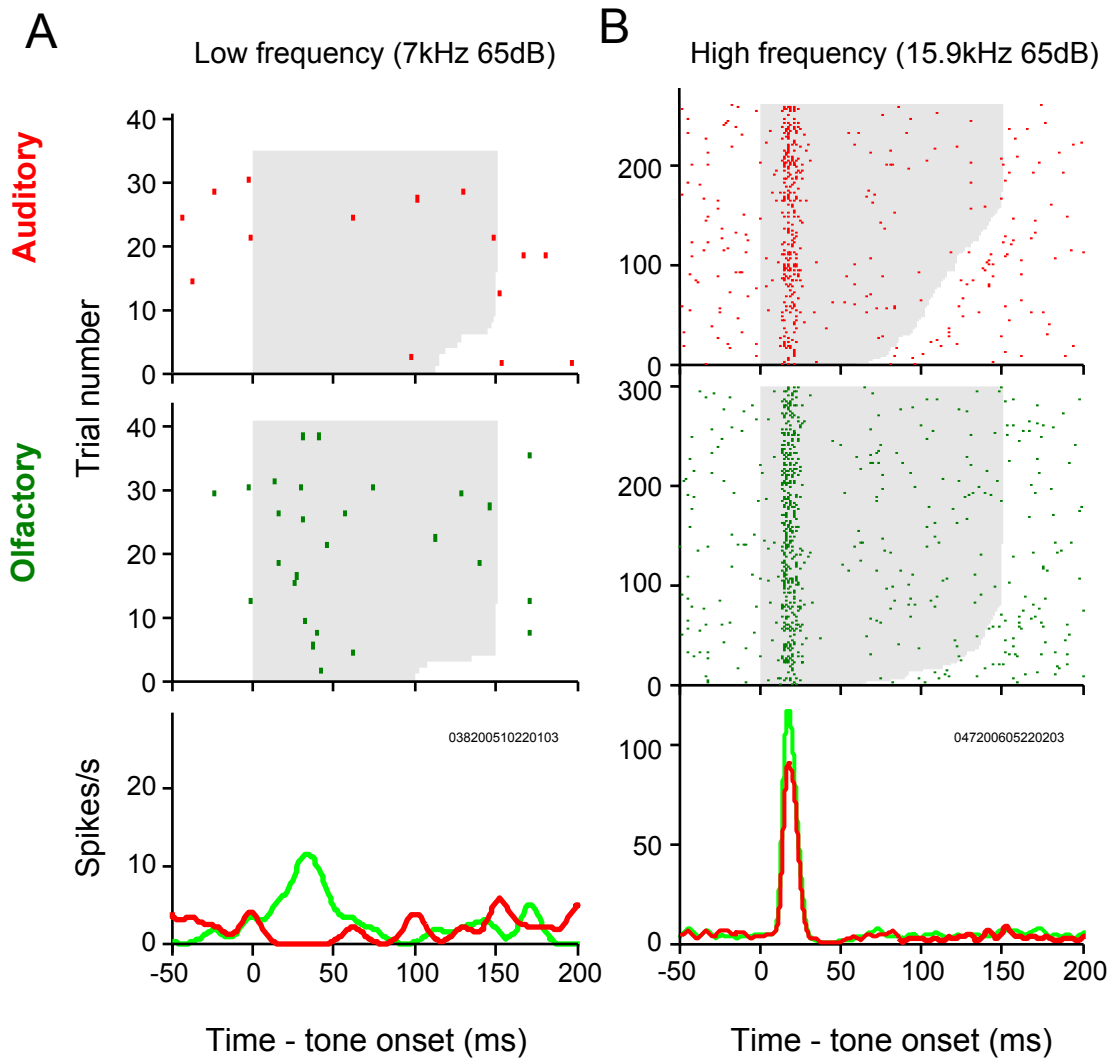 A
Low frequency (7kHz 65dB)
Auditory
Trial number
40
30
20
10
0
Olfactory
40
30
20
10
0
038200510220103
Spikes/s
20
10
0
-50 0 50 100 150 200
Time - tone onset (ms)
B
High frequency (15.9kHz 65dB)
200
100
0
300
200
100
0
047200605220203
100
50
0
-50 0 50 100 150 200
Time - tone onset (ms)